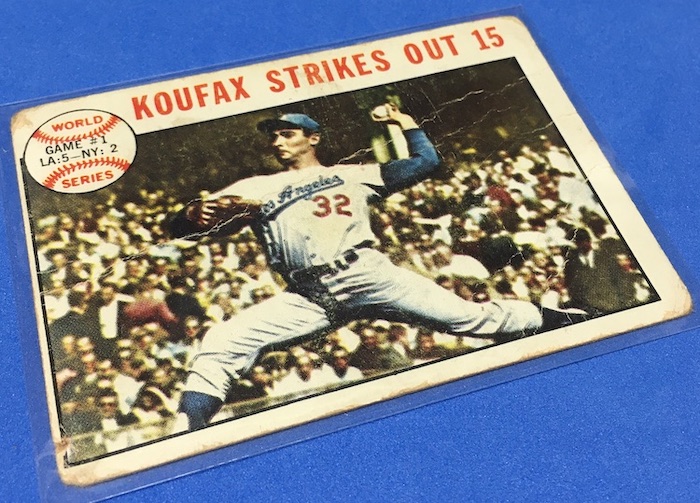 KOUFAX STRIKES OUT 15
WORLD
GAME #1
LA:5-NY: 2
SERIES
Los Angeles
32